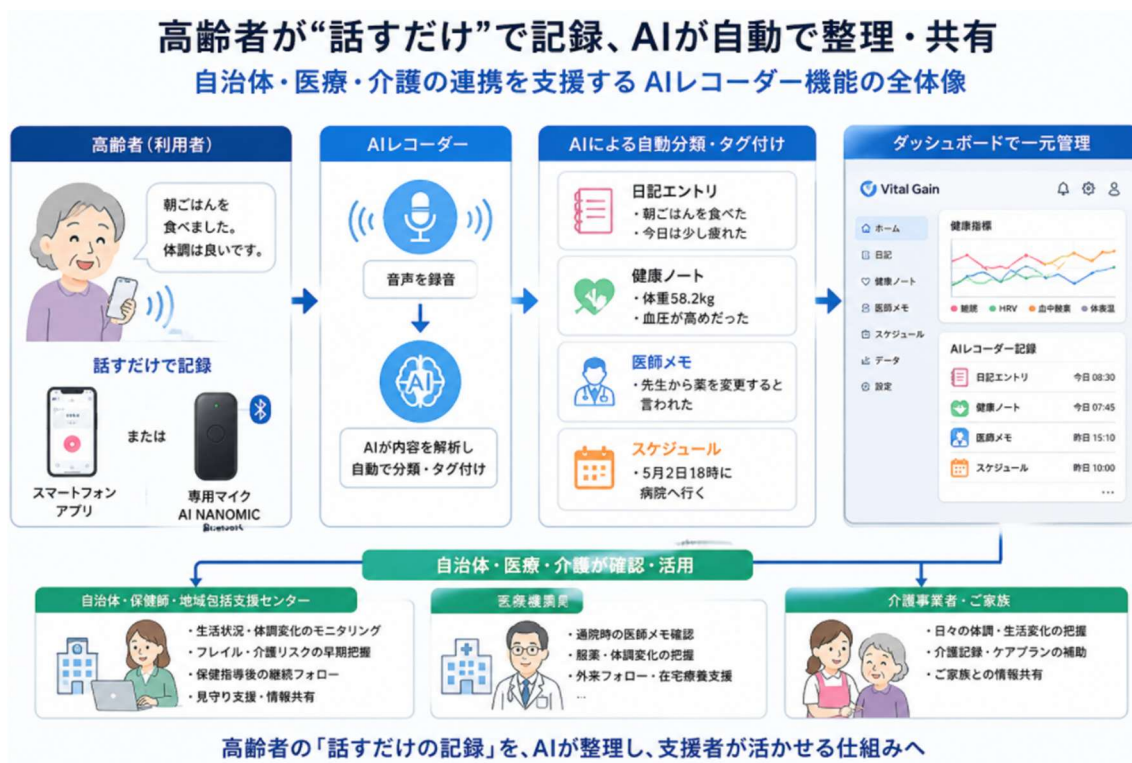 高齢者が“話すだけ”で記録、AIが自動で整理・共有
自治体・医療・介護の連携を支援する AIレコーダー機能の全体像
高齢者(利用者)
朝ごはんを
食べました。
体調は良いです。
話すだけで記録
または
スマートフォン
アプリ
専用マイク
AI NANOMIC
AIレコーダー
音声を録音
AI
AIが内容を解析し
自動で分類・タグ付け
AIによる自動分類・タグ付け
日記エントリ
・朝ごはんを食べた
・今日は少し疲れた
健康ノート
・体重58.2kg
・血圧が高めだった
医師メモ
・先生から薬を変更すると
言われた
スケジュール
・5月2日18時に
病院へ行く
ダッシュボードで一元管理
Vital Gain
ホーム
日記
健康ノート
医師メモ
スケジュール
データ
設定
健康指標
HRV
血中酸素
体表温
AIレコーダー記録
日記エントリ 今日 08:30
健康ノート 今日 07:45
医師メモ 昨日 15:10
スケジュール 昨日 10:00
...
自治体・医療・介護が確認・活用
自治体・保健師・地域包括支援センター
・生活状況・体調変化のモニタリング
・フレイル・介護リスクの早期把握
・保健指導後の継続フォロー
・見守り支援・情報共有
・通院時の医師メモ確認
・服薬・体調変化の把握
・外来フォロー・在宅療養支援
...
介護事業者・ご家族
・日々の体調・生活変化の把握
・介護記録・ケアプランの補助
・ご家族との情報共有
高齢者の「話すだけの記録」を、AIが整理し、支援者が活かせる仕組みへ